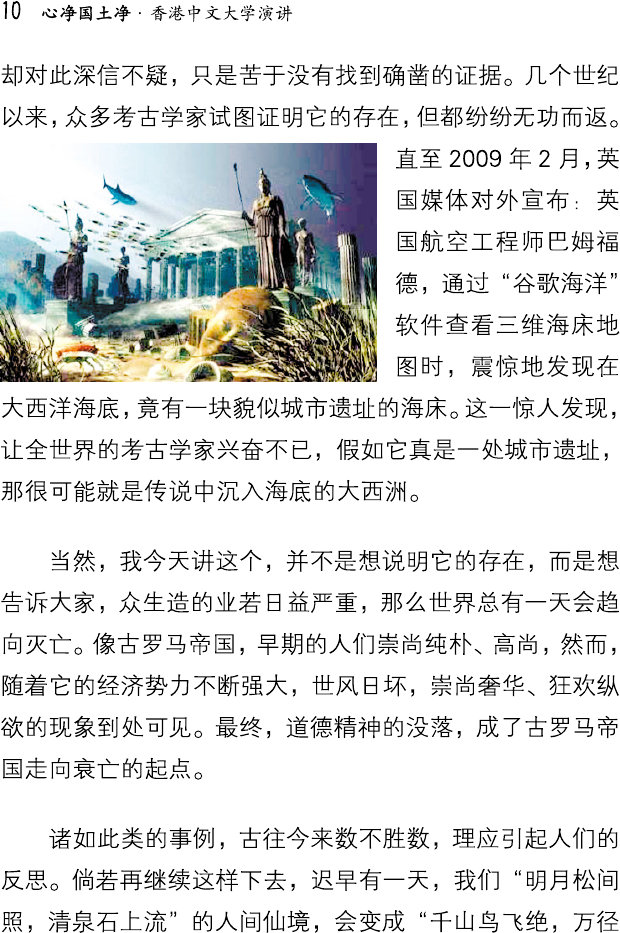 10 心净国土净·香港中文大学演讲
却对此深信不疑，只是苦于没有找到确凿的证据。几个世纪
以来，众多考古学家试图证明它的存在，但都纷纷无功而返。
直至 2009 年 2 月，英
国媒体对外宣布：英
国航空工程师巴姆福
德，通过“谷歌海洋”
软件查看三维海床地
图时，震惊地发现在
大西洋海底，竟有一块貌似城市遗址的海床。这一惊人发现，
让全世界的考古学家兴奋不已，假如它真是一处城市遗址，
那很可能就是传说中沉入海底的大西洲。
当然，我今天讲这个，并不是想说明它的存在，而是想
告诉大家，众生造的业若日益严重，那么世界总有一天会趋
向灭亡。像古罗马帝国，早期的人们崇尚纯朴、高尚，然而，
随着它的经济势力不断强大，世风日坏，崇尚奢华、狂欢纵
欲的现象到处可见。最终，道德精神的没落，成了古罗马帝
国走向衰亡的起点。
诸如此类的事例，古往今来数不胜数，理应引起人们的
反思。倘若再继续这样下去，迟早有一天，我们“明月松间
照，清泉石上流”的人间仙境，会变成“千山鸟飞绝，万径